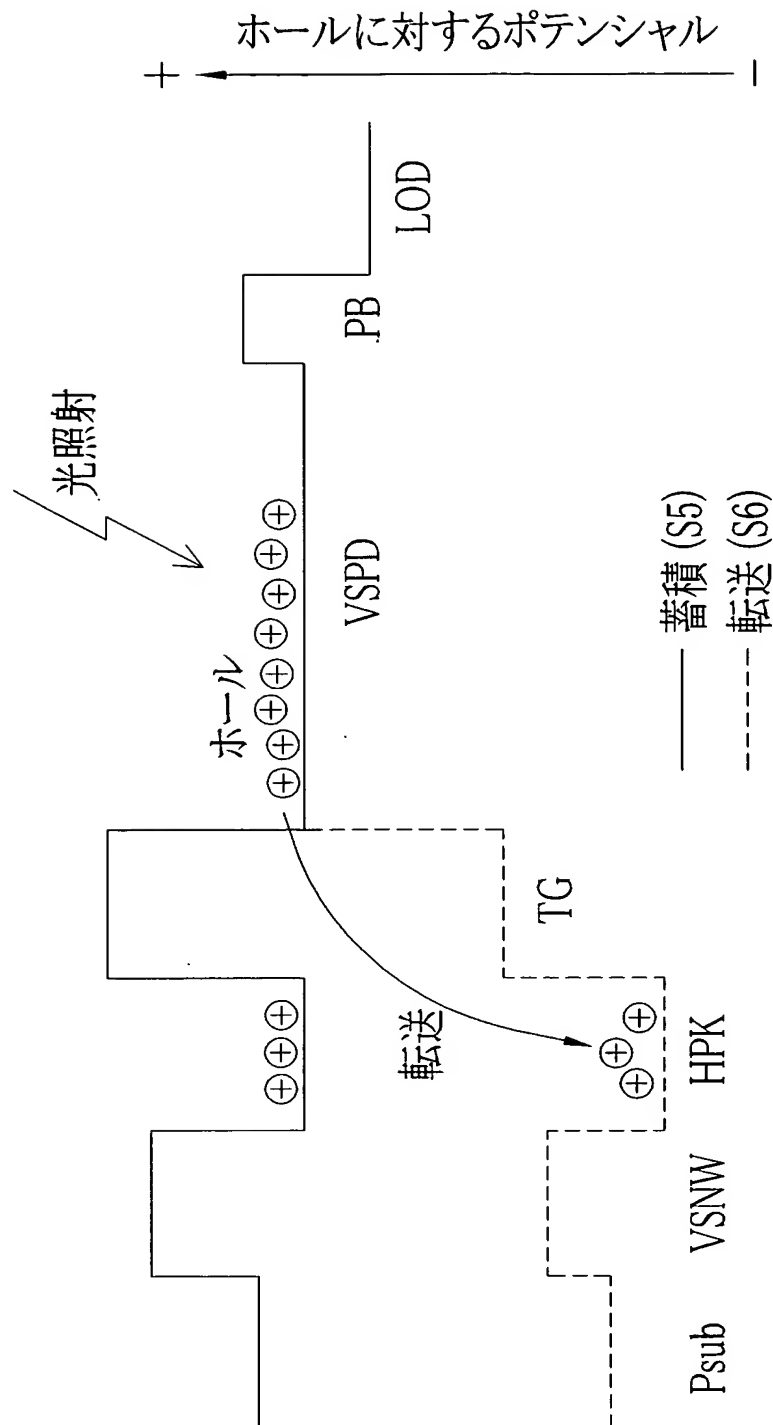 ホールに対するポテンシャル
+
−
光照射
ホール
転送
Psub
VSNW
HPK
TG
VSPD
PB
LOD
蓄積 (S5)
転送 (S6)